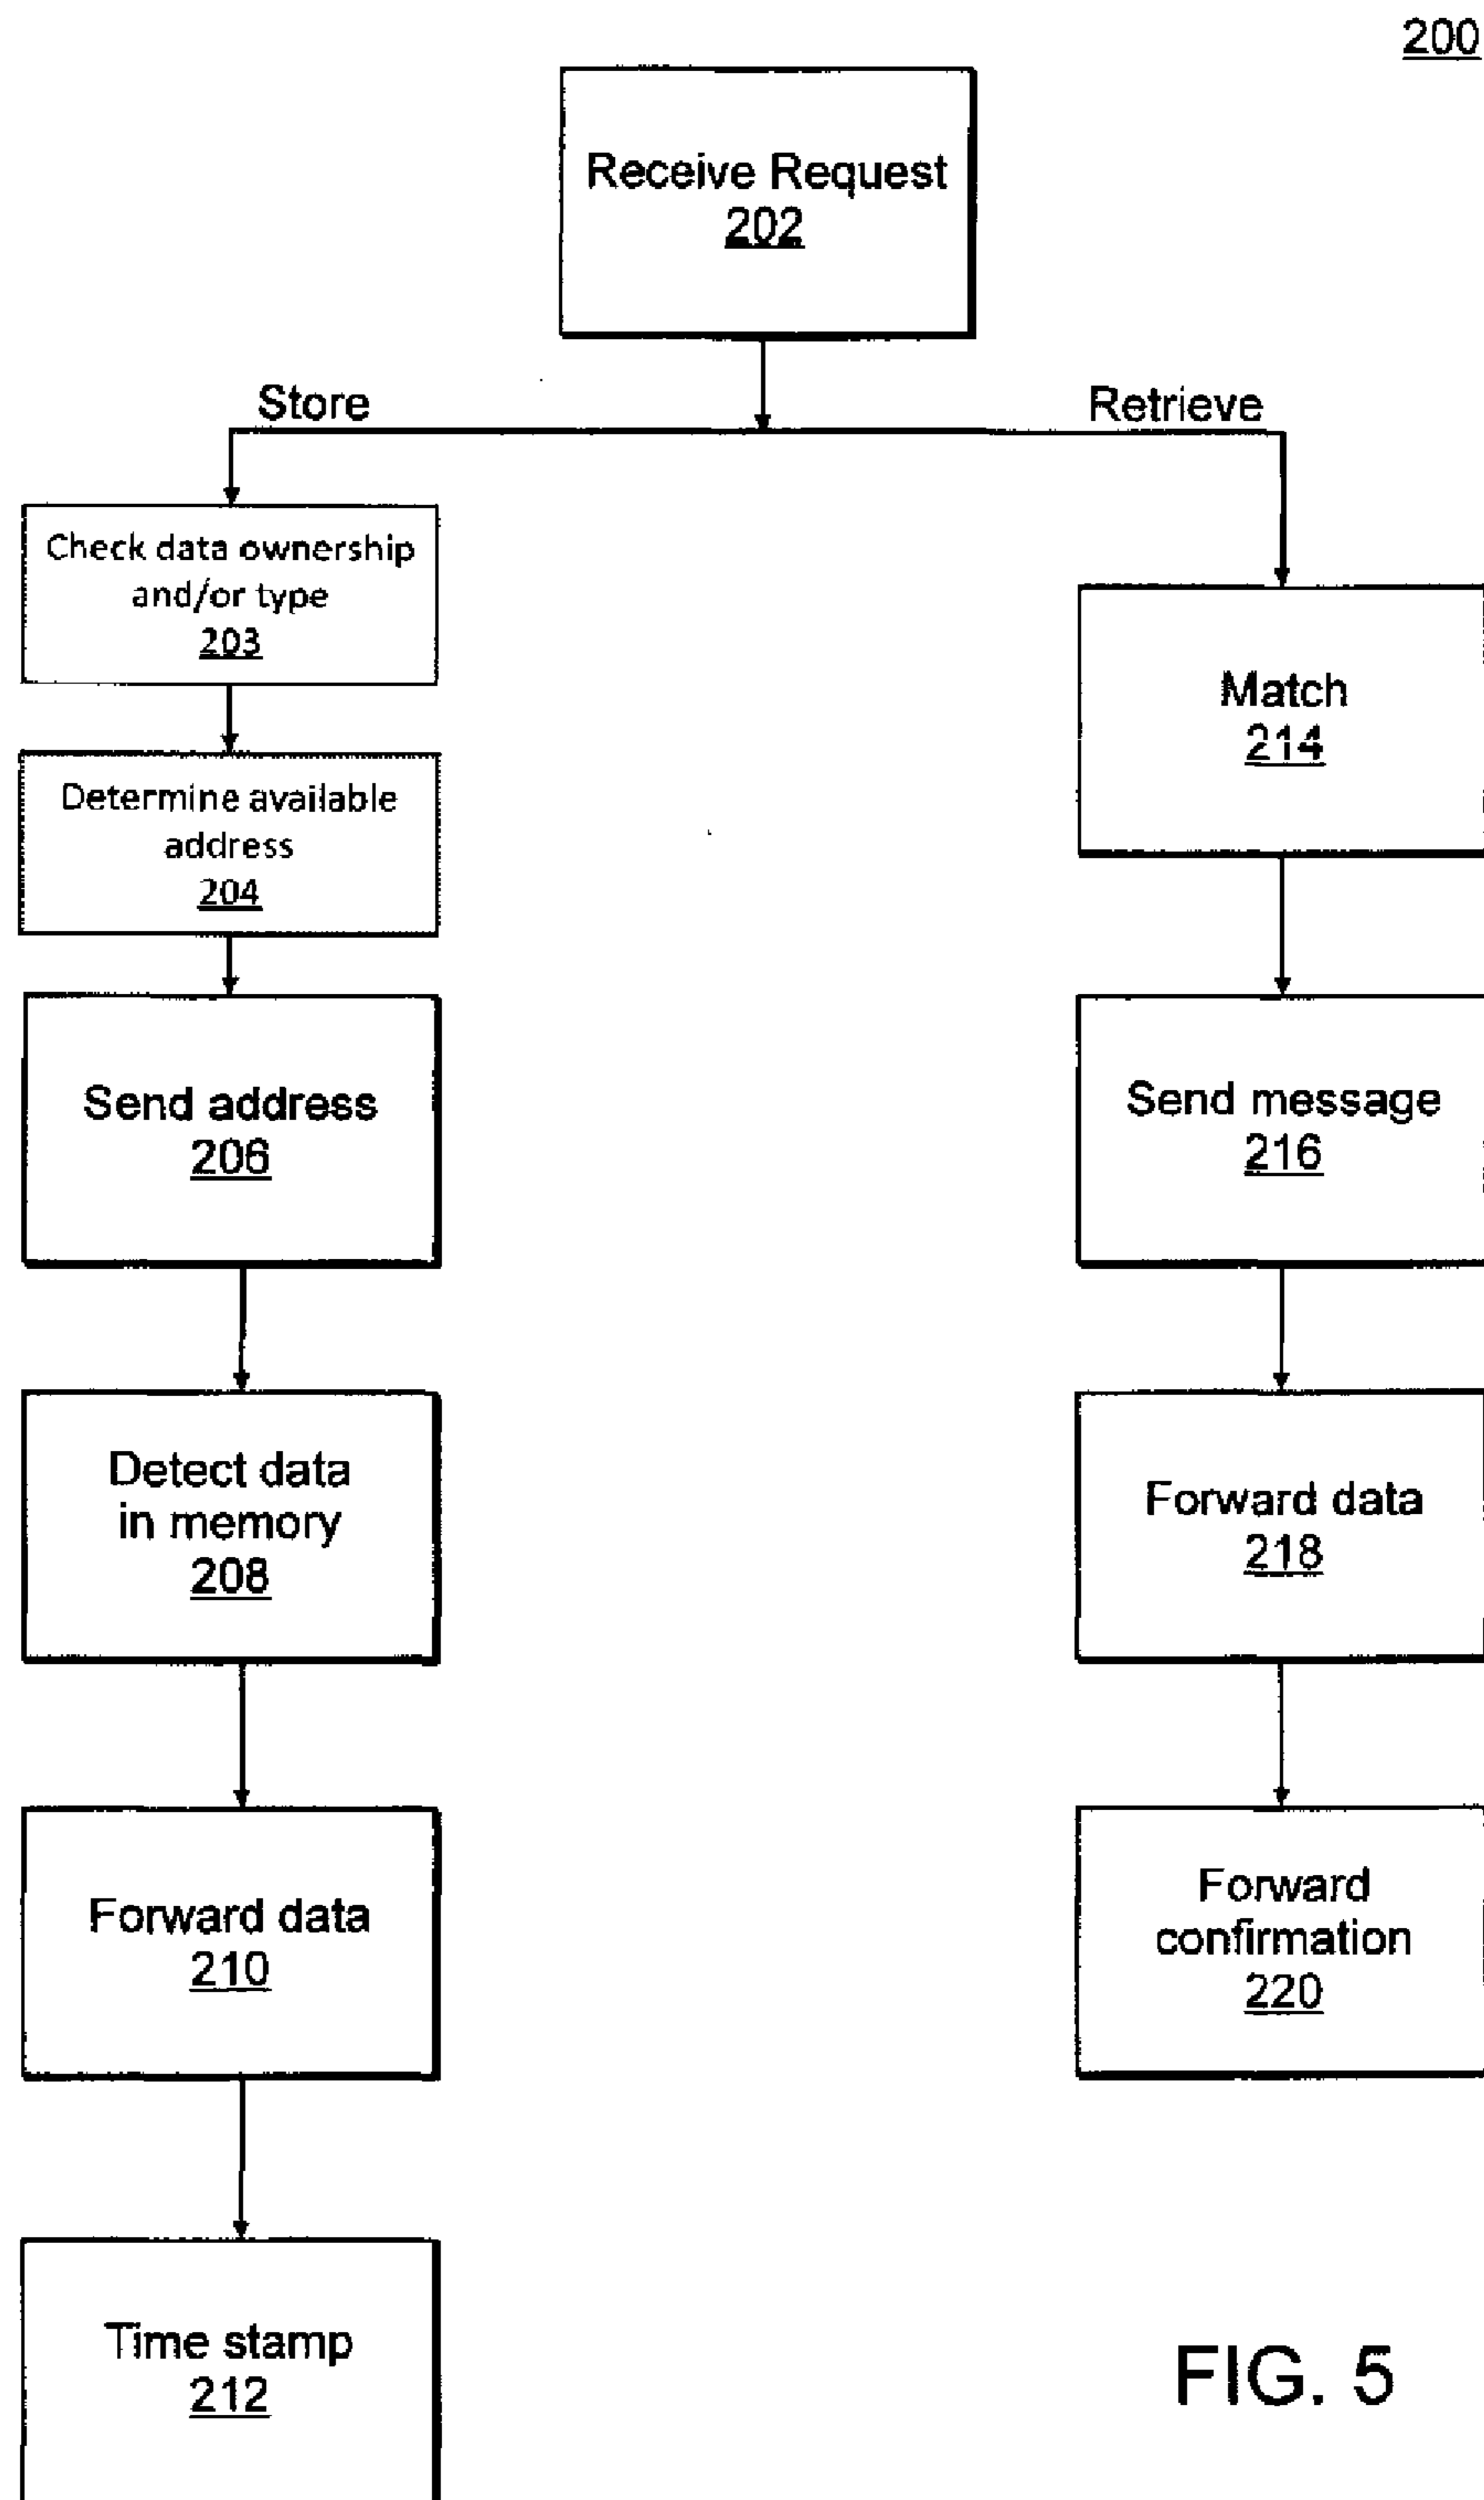 200
Receive Request
202
Store
Retrieve
Check data ownership
and/or type
203
Determine available
address
204
Send address
206
Detect data
in memory
208
Forward data
210
Time stamp
212
Match
214
Send message
216
Forward data
218
Forward
confirmation
220
FIG. 5